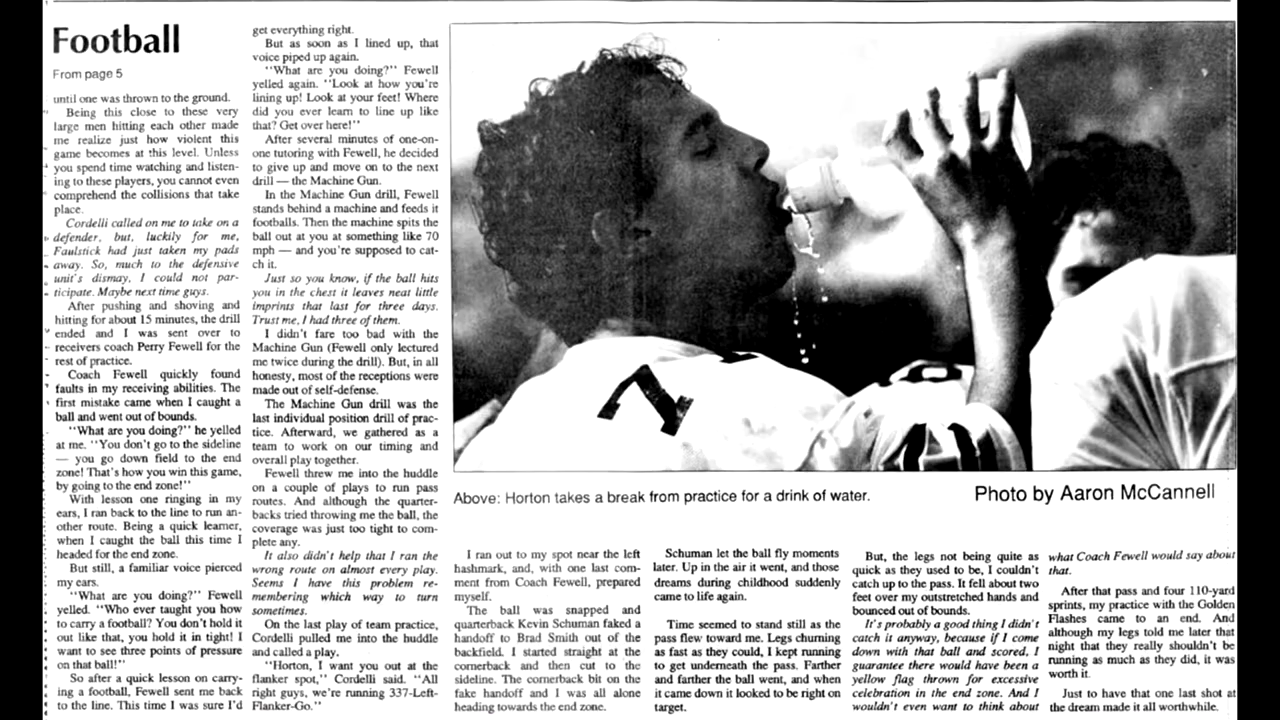 Football
From page 5
until one was thrown to the ground.
Being this close to these very
large men hitting each other made
me realize just how violent this
game becomes at this level. Unless
you spend time watching and listen-
ing to these players, you cannot even
comprehend the collisions that take
place.
Cordelli called on me to take on a
defender, but, luckily for me,
Faulstick had just taken my pads
away. So, much to the defensive
unit's dismay, I could not par-
ticipate. Maybe next time guys.
After pushing and shoving and
hitting for about 15 minutes, the drill
ended and I was sent over to
receivers coach Perry Fewell for the
rest of practice.
Coach Fewell quickly found
faults in my receiving abilities. The
first mistake came when I caught a
ball and went out of bounds.
"What are you doing?" he yelled
at me. "You don't go to the sideline
— you go down field to the end
zone! That's how you win this game,
by going to the end zone!"
With lesson one ringing in my
ears, I ran back to the line to run an-
other route. Being a quick learner,
when I caught the ball this time I
headed for the end zone.
But still, a familiar voice pierced
my ears.
"What are you doing?" Fewell
yelled. "Who ever taught you how
to carry a football? You don't hold it
out like that, you hold it in tight! I
want to see three points of pressure
on that ball!"
So after a quick lesson on carry-
ing a football, Fewell sent me back
to the line. This time I was sure I'd
get everything right.
But as soon as I lined up, that
voice piped up again.
"What are you doing?" Fewell
yelled again. "Look at how you're
lining up! Look at your feet! Where
did you ever learn to line up like
that? Get over here!"
After several minutes of one-on-
one tutoring with Fewell, he decided
to give up and move on to the next
drill — the Machine Gun.
In the Machine Gun drill, Fewell
stands behind a machine and feeds it
footballs. Then the machine spits the
ball out at you at something like 70
mph — and you're supposed to cat-
ch it.
Just so you know, if the ball hits
you in the chest it leaves neat little
imprints that last for three days.
Trust me, I had three of them.
I didn't fare too bad with the
Machine Gun (Fewell only lectured
me twice during the drill). But, in all
honesty, most of the receptions were
made out of self-defense.
The Machine Gun drill was the
last individual position drill of prac-
tice. Afterward, we gathered as a
team to work on our timing and
overall play together.
Fewell threw me into the huddle
on a couple of plays to run pass
routes. And although the quarter-
backs tried throwing me the ball, the
coverage was just too tight to com-
plete any.
It also didn't help that I ran the
wrong route on almost every play.
Seems I have this problem re-
membering which way to turn
sometimes.
On the last play of team practice,
Cordelli pulled me into the huddle
and called a play.
"Horton, I want you out at the
flanker spot," Cordelli said. "All
right guys, we're running 337-Left-
Flanker-Go."
7
Above: Horton takes a break from practice for a drink of water.
Photo by Aaron McCannell
I ran out to my spot near the left
hashmark, and, with one last com-
ment from Coach Fewell, prepared
myself.
The ball was snapped and
quarterback Kevin Schuman faked a
handoff to Brad Smith out of the
backfield. I started straight at the
cornerback and then cut to the
sideline. The cornerback bit on the
fake handoff and I was all alone
heading towards the end zone.
Schuman let the ball fly moments
later. Up in the air it went, and those
dreams during childhood suddenly
came to life again.
Time seemed to stand still as the
pass flew toward me. Legs churning
as fast as they could, I kept running
to get underneath the pass. Farther
and farther the ball went, and when
it came down it looked to be right on
target.
But, the legs not being quite as
quick as they used to be, I couldn't
catch up to the pass. It fell about two
feet over my outstretched hands and
bounced out of bounds.
It's probably a good thing I didn't
catch it anyway, because if I come
down with that ball and scored, I
guarantee there would have been a
yellow flag thrown for excessive
celebration in the end zone. And I
wouldn't even want to think about
what Coach Fewell would say about
that.
After that pass and four 110-yard
sprints, my practice with the Golden
Flashes came to an end. And
although my legs told me later that
night that they really shouldn't be
running as much as they did, it was
worth it.
Just to have that one last shot at
the dream made it all worthwhile.